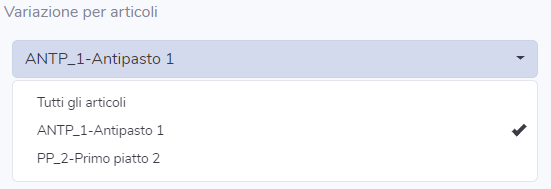 Variazione per articoli
ANTP_1-Antipasto 1
Tutti gli articoli
ANTP_1-Antipasto 1
PP_2-Primo piatto 2